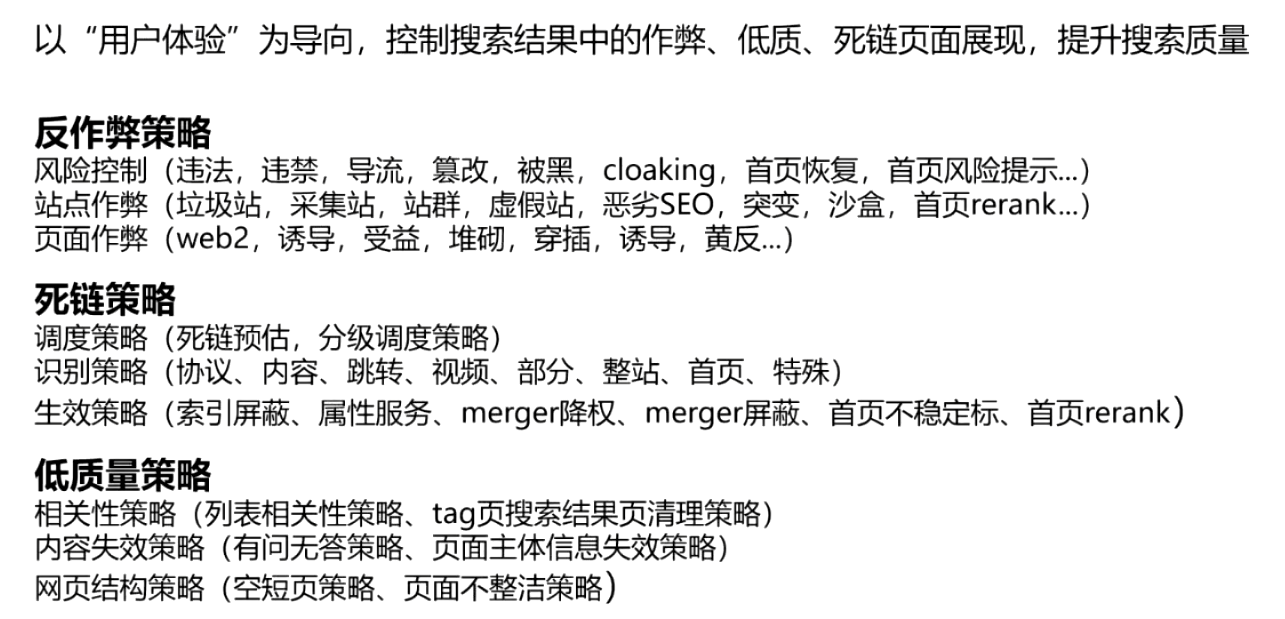 以“用户体验”为导向，控制搜索结果中的作弊、低质、死链页面展现，提升搜索质量
反作弊策略
风险控制（违法，违禁，导流，篡改，被黑，cloaking，首页恢复，首页风险提示...）
站点作弊（垃圾站，采集站，站群，虚假站，恶劣SEO，突变，沙盒，首页rerank...）
页面作弊（web2，诱导，受益，堆砌，穿插，诱导，黄反...）
死链策略
调度策略（死链预估，分级调度策略）
识别策略（协议、内容、跳转、视频、部分、整站、首页、特殊）
生效策略（索引屏蔽、属性服务、merger降权、merger屏蔽、首页不稳定标、首页rerank）
低质量策略
相关性策略（列表相关性策略、tag页搜索结果页清理策略）
内容失效策略（有问无答策略、页面主体信息失效策略）
网页结构策略（空短页策略、页面不整洁策略）